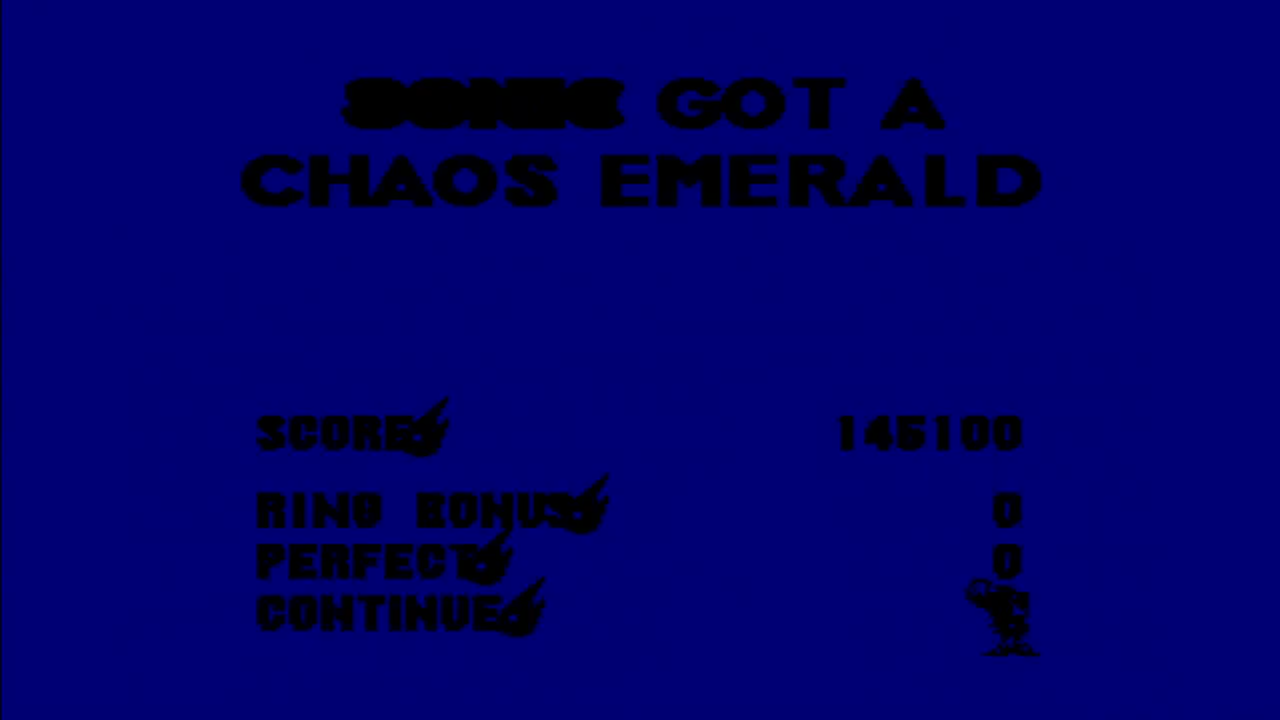 SONIC GOT A
CHAOS EMERALD
SCORE 145100
RING BONUS 0
PERFECT 0
CONTINUE